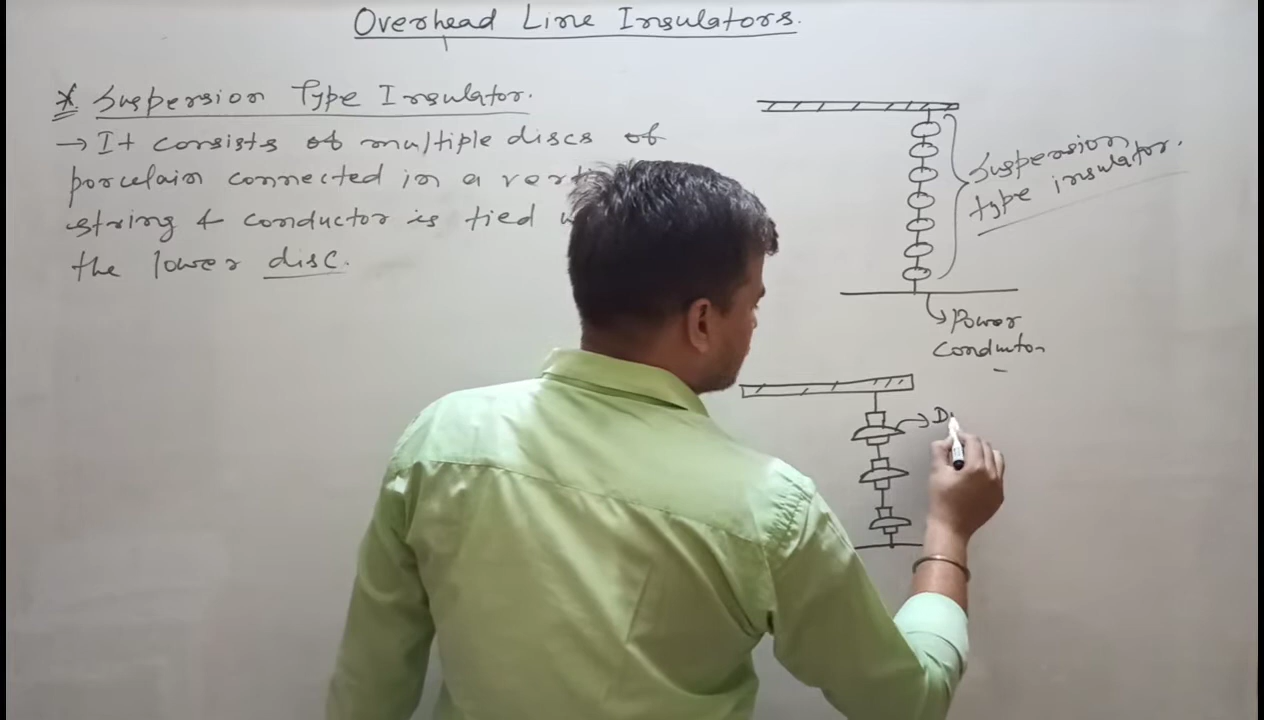 Overhead Line Insulators.
* Suspension Type Insulator.
→ It consists of multiple discs of
porcelain connected in a
string & conductor is tied
the lower disc.
Suspension
type insulator.
Power
Conductor